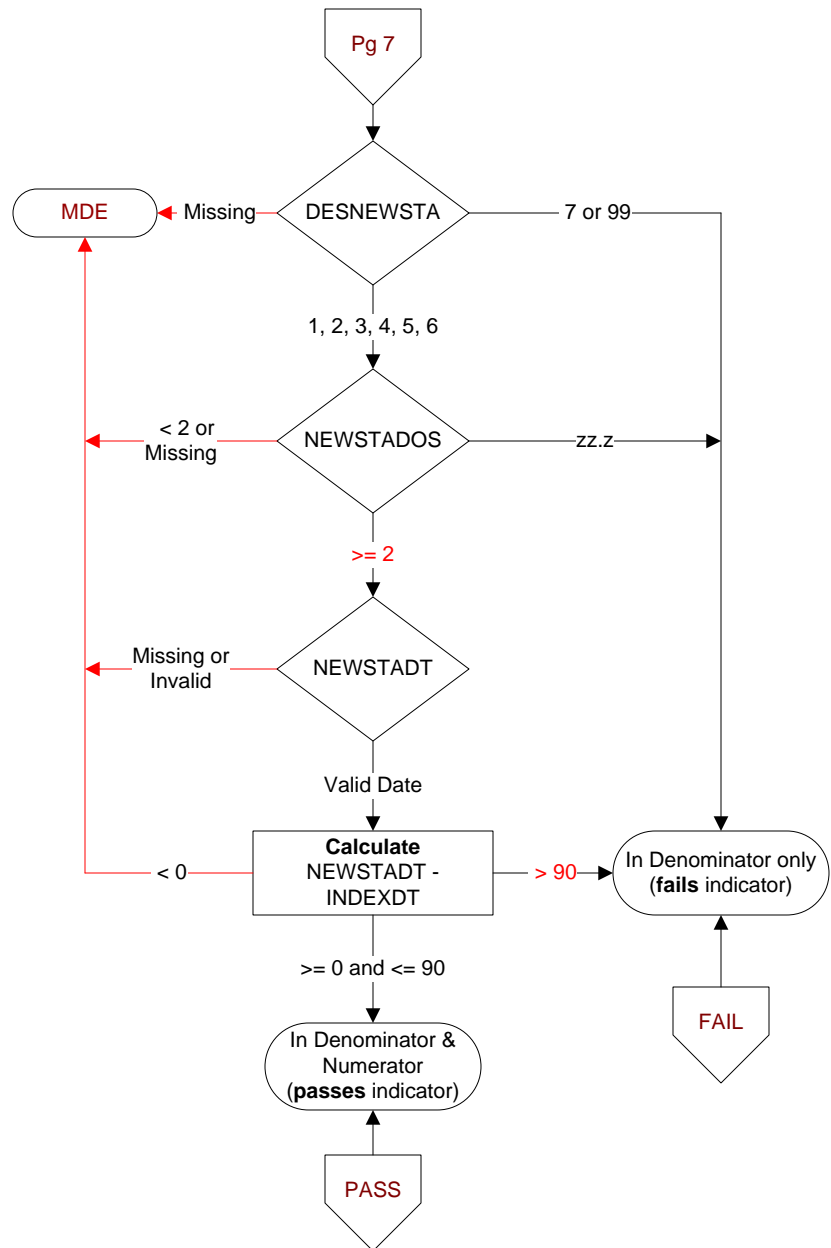 Pg 7
MDE
Missing
DESNEWSTA
7 or 99
1, 2, 3, 4, 5, 6
< 2 or
Missing
NEWSTADOS
zz.z
>= 2
Missing or
Invalid
NEWSTADT
Valid Date
< 0
Calculate
NEWSTADT -
INDEXDT
> 90
In Denominator only
(fails indicator)
>= 0 and <= 90
In Denominator &
Numerator
(passes indicator)
FAIL
PASS